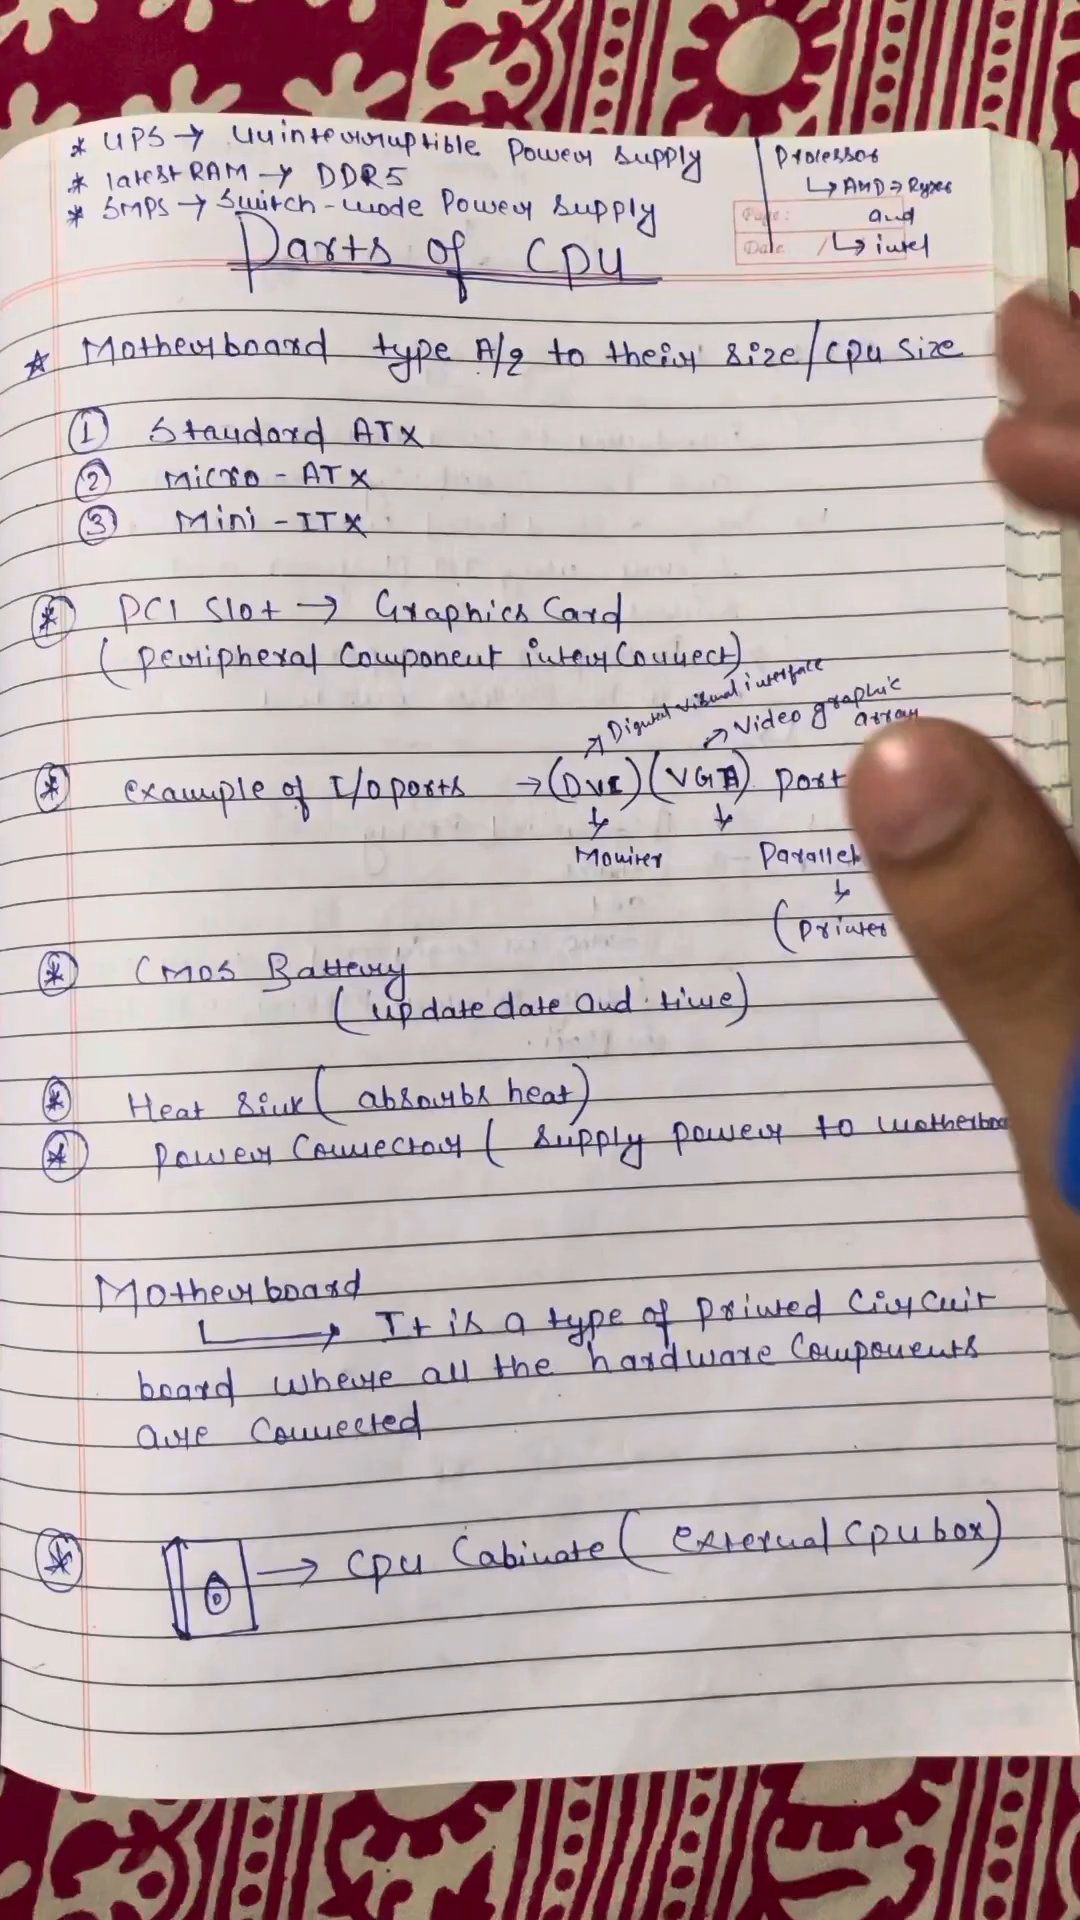 * UPS → Uninterruptible Power Supply
* latest RAM → DDR5
* SMPS → Switch-mode Power Supply
Processor
↳ AMD → Ryzen
and
↳ intel
Page:
Date
Parts of CPU
☆ Motherboard type A/q to their size/CPU size
① Standard ATX
② Micro-ATX
③ Mini-ITX
* PCI Slot → Graphics Card
(Peripheral Component inter Connect)
↗ Digital visual interface
↗ Video graphic array
* example of I/O ports → (DVI) (VGA) port
↓ ↓
Moniter Parallel
↓
(Printer
* CMOS Battery
(update date and time)
* Heat Sink (absorbs heat)
* Power Connector (Supply power to
Motherboard
↳ It is a type of Printed Circuit
board where all the hardware Components
are Connected
* → CPU Cabinate (External CPU box)